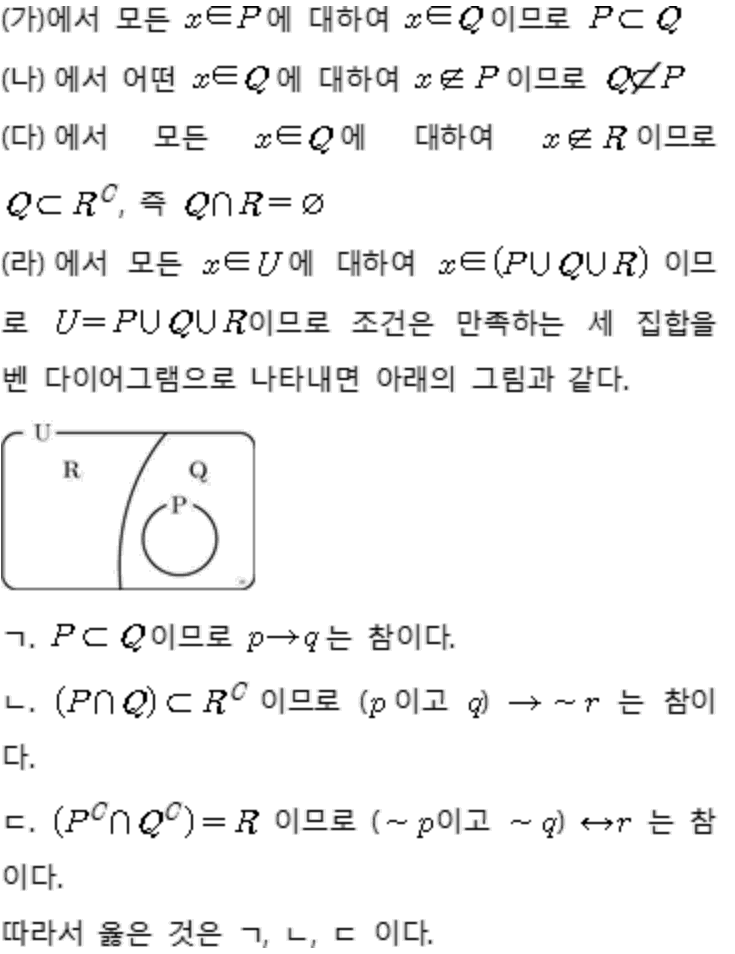 (가)에서 모든 x∈P에 대하여 x∈Q이므로 P⊂Q
(나)에서 어떤 x∈Q에 대하여 x∉P이므로 Q⊄P
(다)에서 모든 x∈Q에 대하여 x∉R이므로
Q⊂R^C, 즉 Q∩R=∅
(라)에서 모든 x∈U에 대하여 x∈(P∪Q∪R) 이므
로 U=P∪Q∪R이므로 조건은 만족하는 세 집합을
벤 다이어그램으로 나타내면 아래의 그림과 같다.
U
R Q
P
ㄱ. P⊂Q이므로 p→q는 참이다.
ㄴ. (P∩Q)⊂R^C 이므로 (p이고 q) → ~r 는 참이
다.
ㄷ. (P^C∩Q^C)=R 이므로 (~p이고 ~q) ↔r 는 참
이다.
따라서 옳은 것은 ㄱ, ㄴ, ㄷ 이다.